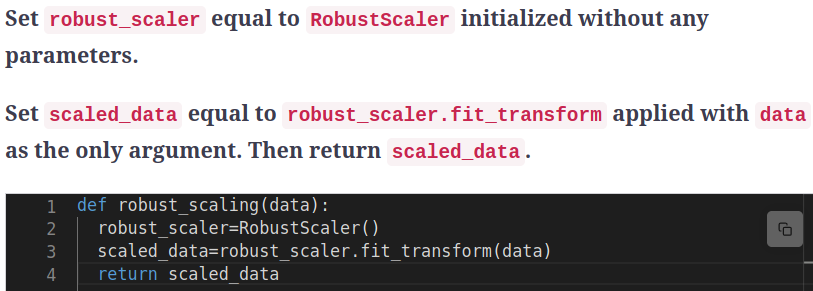 Set robust_scaler equal to RobustScaler initialized without any
parameters.
Set scaled_data equal to robust_scaler.fit_transform applied with data
as the only argument. Then return scaled_data.
1 def robust_scaling(data):
2   robust_scaler=RobustScaler()
3   scaled_data=robust_scaler.fit_transform(data)
4   return scaled_data